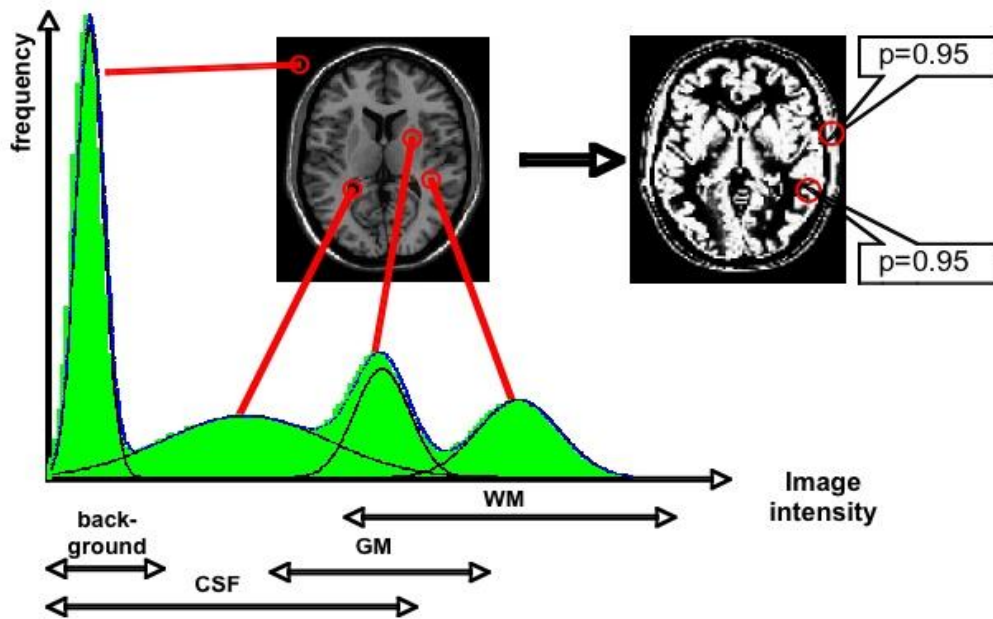 frequency
p=0.95
p=0.95
Image
intensity
WM
back-
ground
GM
CSF